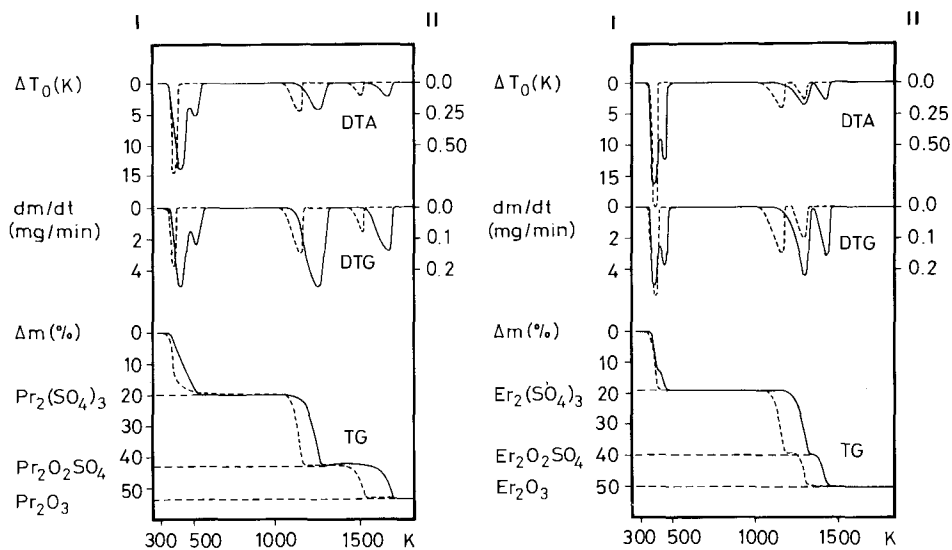 I II
ΔT₀(K)
0
5
10
15
0.0
0.25
0.50
DTA
dm/dt
(mg/min)
0
2
4
0.0
0.1
0.2
DTG
Δm(%)
0
10
20
30
40
50
Pr₂(SO₄)₃
Pr₂O₂SO₄
Pr₂O₃
TG
300 500 1000 1500 K
I II
ΔT₀(K)
0
5
10
15
0.0
0.25
0.50
DTA
dm/dt
(mg/min)
0
2
4
0.0
0.1
0.2
DTG
Δm(%)
0
10
20
30
40
50
Er₂(SO₄)₃
Er₂O₂SO₄
Er₂O₃
TG
300 500 1000 1500 K